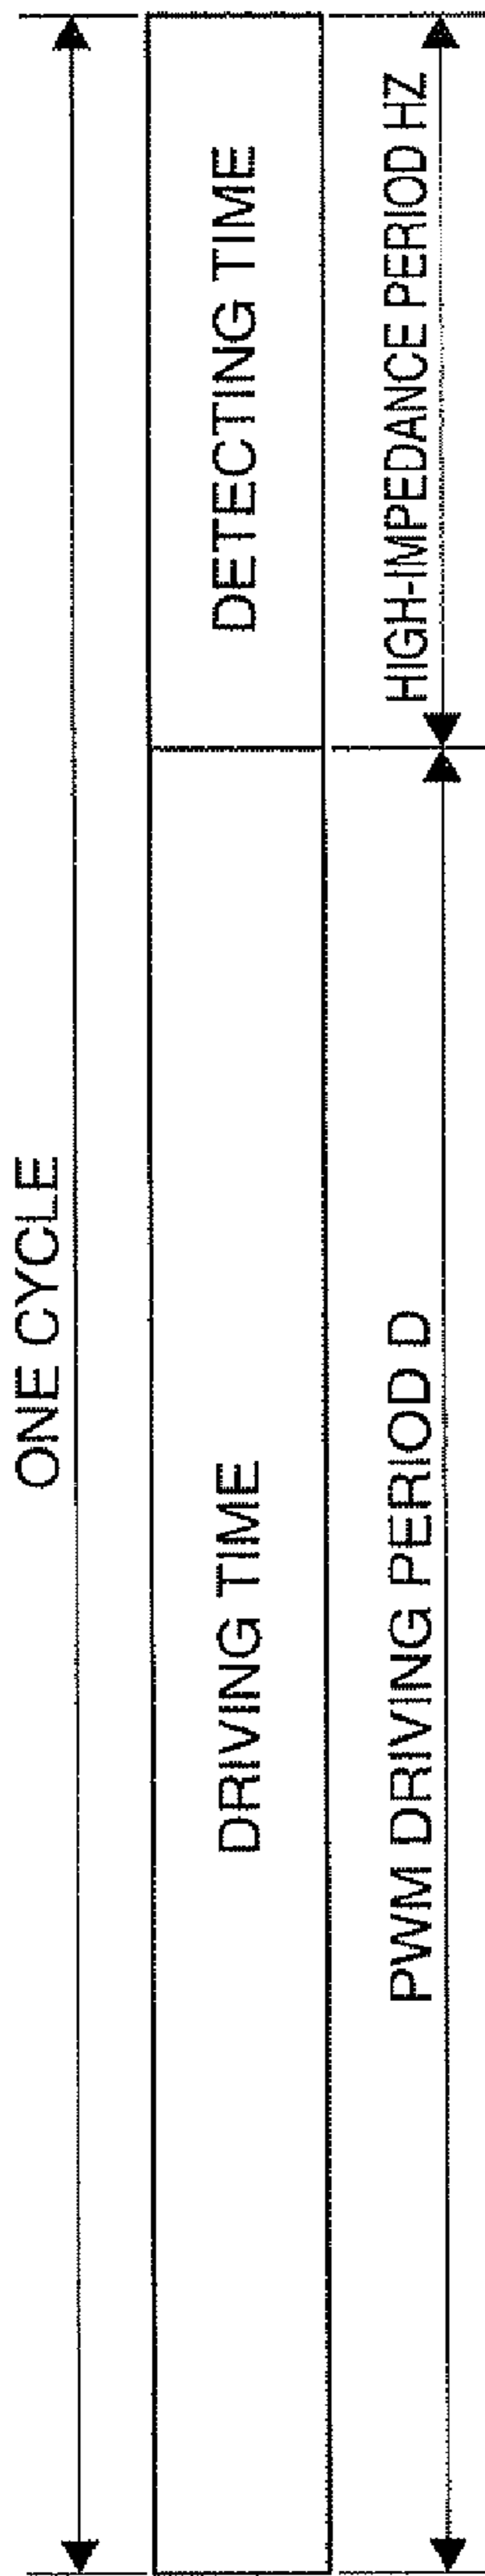 ONE CYCLE
DRIVING TIME
DETECTING TIME
PWM DRIVING PERIOD D
HIGH-IMPEDANCE PERIOD HZ